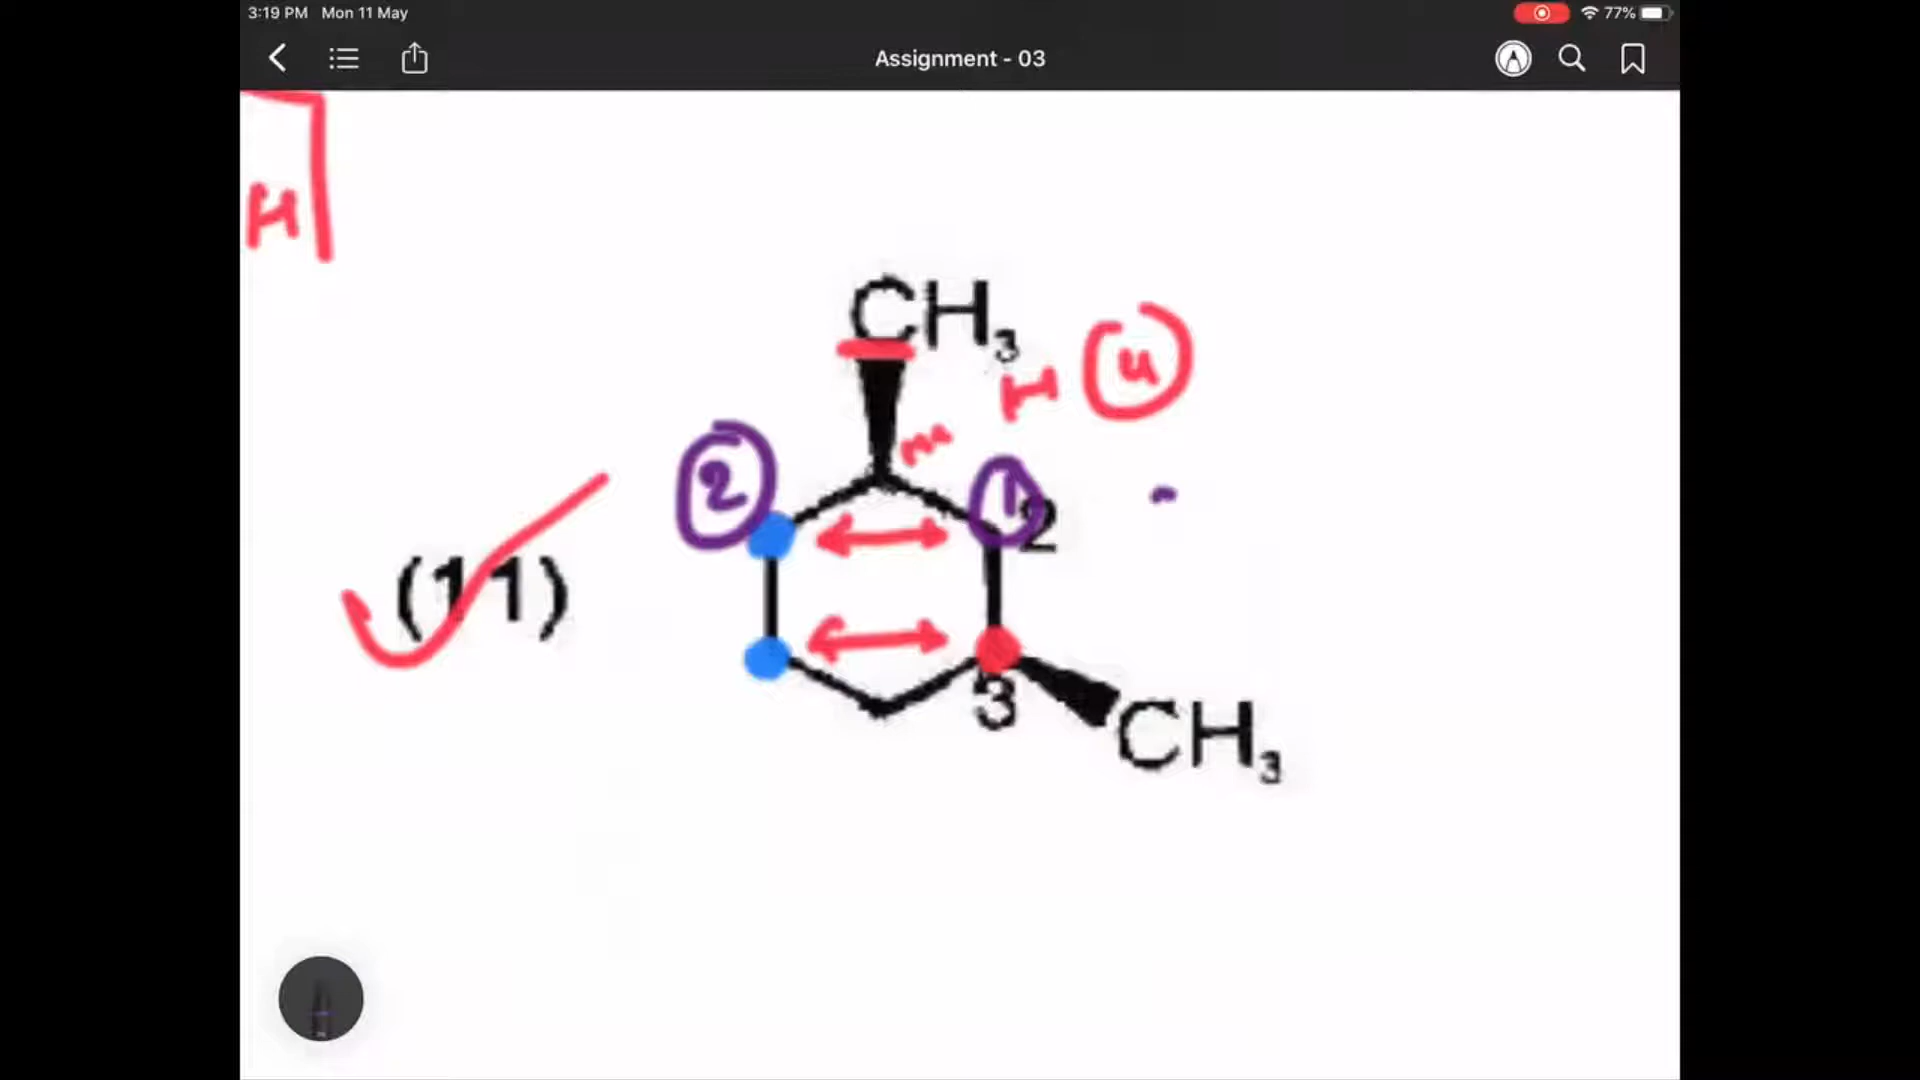 3:19 PM Mon 11 May
77%
Assignment - 03
H
CH₃
H 4
2
1
2
(11)
3
CH₃